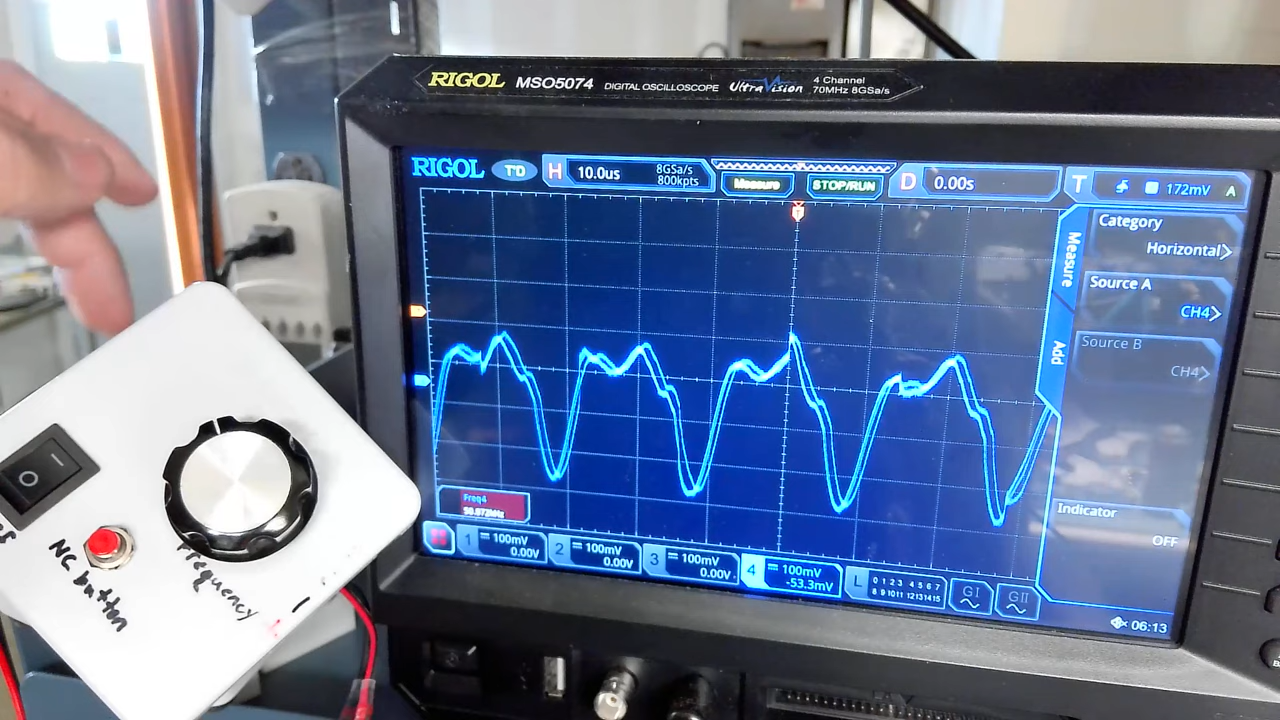 RIGOL MSO5074 DIGITAL OSCILLOSCOPE UltraVision 4 Channel
70MHz 8GSa/s
RIGOL T'D H 10.0us 8GSa/s
800kpts
Measure STOP/RUN D 0.00s T 172mV A
Category
Horizontal
Source A
CH4
Source B
CH4
Measure
Add
Indicator
OFF
Freq4
1 100mV
0.00V
2 100mV
0.00V
3 100mV
0.00V
4 100mV
-53.3mV
L 0 1 2 3 4 5 6 7
8 9 10 11 12 13 14 15
GI
GII
06:13
NC button
Frequency